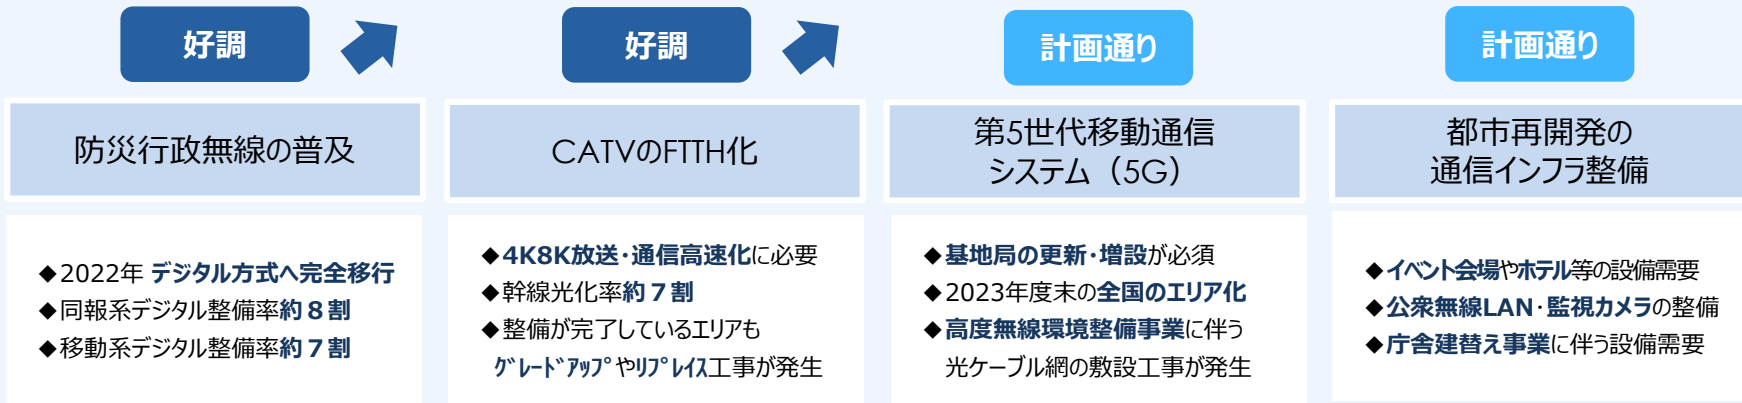 好調
防災行政無線の普及
◆2022年 デジタル方式へ完全移行
◆同報系デジタル整備率約８割
◆移動系デジタル整備率約７割
好調
CATVのFTTH化
◆4K8K放送・通信高速化に必要
◆幹線光化率約７割
◆整備が完了しているエリアも
ｸﾞﾚｰﾄﾞｱｯﾌﾟやﾘﾌﾟﾚｲｽ工事が発生
計画通り
第5世代移動通信
システム（5G）
◆基地局の更新・増設が必須
◆2023年度末の全国のエリア化
◆高度無線環境整備事業に伴う
光ケーブル網の敷設工事が発生
計画通り
都市再開発の
通信インフラ整備
◆イベント会場やホテル等の設備需要
◆公衆無線LAN・監視カメラの整備
◆庁舎建替え事業に伴う設備需要